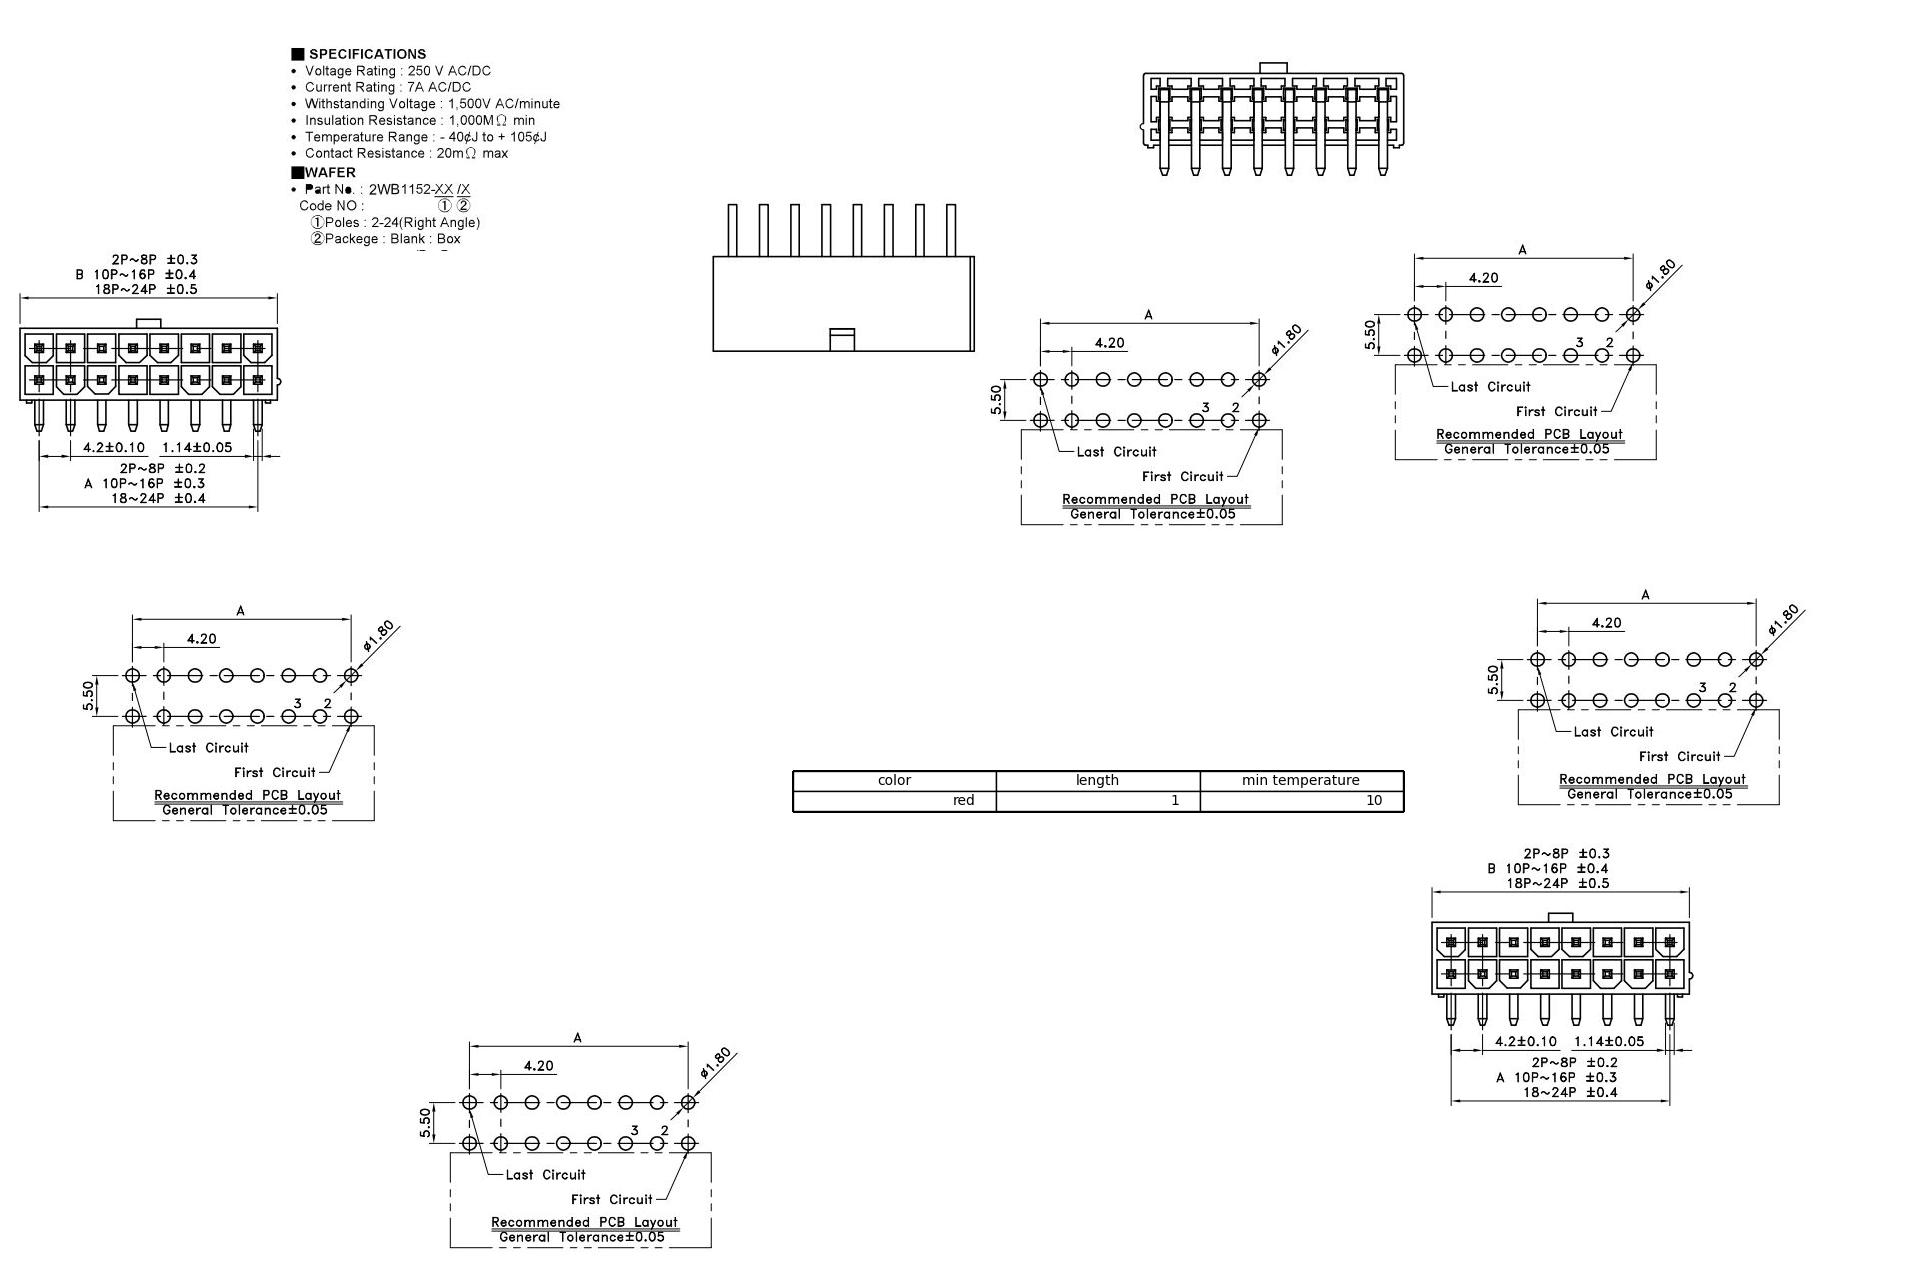 ■ SPECIFICATIONS
• Voltage Rating : 250 V AC/DC
• Current Rating : 7A AC/DC
• Withstanding Voltage : 1,500V AC/minute
• Insulation Resistance : 1,000MΩ min
• Temperature Range : - 40¢J to + 105¢J
• Contact Resistance : 20mΩ max
■WAFER
• Part No. : 2WB1152-XX /X
Code NO : ① ②
①Poles : 2-24(Right Angle)
②Packege : Blank : Box
2P~8P ±0.3
B 10P~16P ±0.4
18P~24P ±0.5
4.2±0.10 1.14±0.05
2P~8P ±0.2
A 10P~16P ±0.3
18~24P ±0.4
A
4.20
ø1.80
5.50
3 2
Last Circuit
First Circuit
Recommended PCB Layout
General Tolerance±0.05
A
4.20
ø1.80
5.50
3 2
Last Circuit
First Circuit
Recommended PCB Layout
General Tolerance±0.05
A
4.20
ø1.80
5.50
3 2
Last Circuit
First Circuit
Recommended PCB Layout
General Tolerance±0.05
A
4.20
ø1.80
5.50
3 2
Last Circuit
First Circuit
Recommended PCB Layout
General Tolerance±0.05
color length min temperature
red 1 10
2P~8P ±0.3
B 10P~16P ±0.4
18P~24P ±0.5
4.2±0.10 1.14±0.05
2P~8P ±0.2
A 10P~16P ±0.3
18~24P ±0.4
A
4.20
ø1.80
5.50
3 2
Last Circuit
First Circuit
Recommended PCB Layout
General Tolerance±0.05